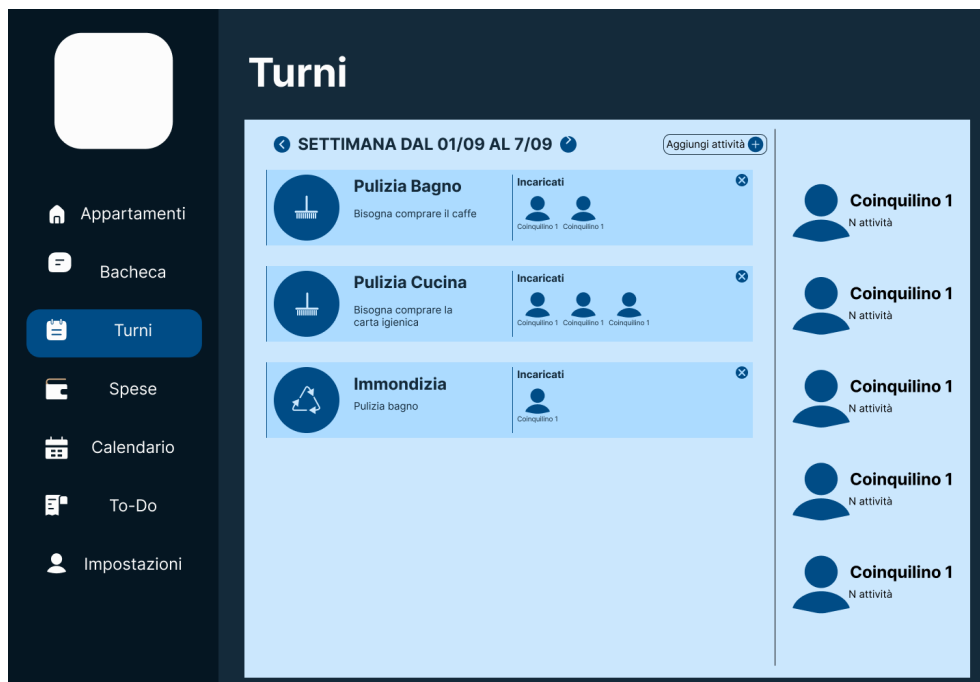 Turni
Appartamenti
Bacheca
Turni
Spese
Calendario
To-Do
Impostazioni
SETTIMANA DAL 01/09 AL 7/09
Aggiungi attività
Pulizia Bagno
Bisogna comprare il caffe
Incaricati
Coinquilino 1 Coinquilino 1
Pulizia Cucina
Bisogna comprare la
carta igienica
Incaricati
Coinquilino 1 Coinquilino 1 Coinquilino 1
Immondizia
Pulizia bagno
Incaricati
Coinquilino 1
Coinquilino 1
N attività
Coinquilino 1
N attività
Coinquilino 1
N attività
Coinquilino 1
N attività
Coinquilino 1
N attività